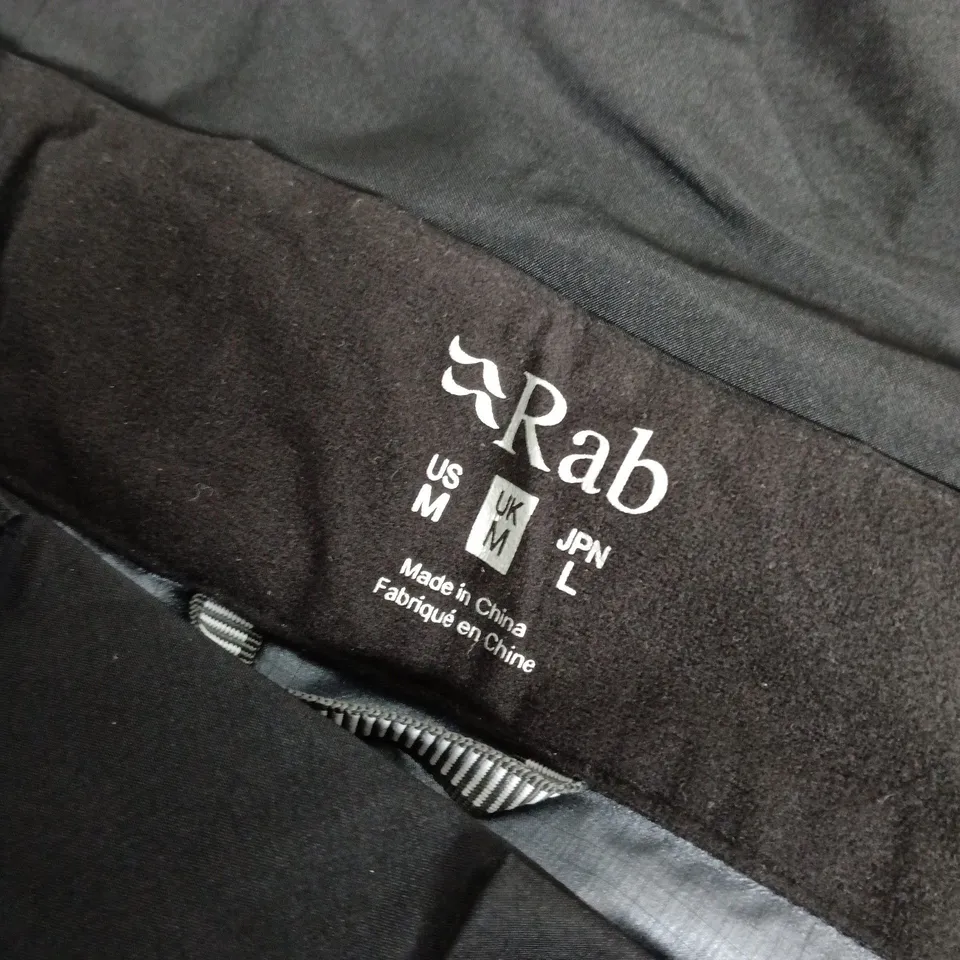 Rab
US UK JPN
M M L
Made in China
Fabriqué en Chine